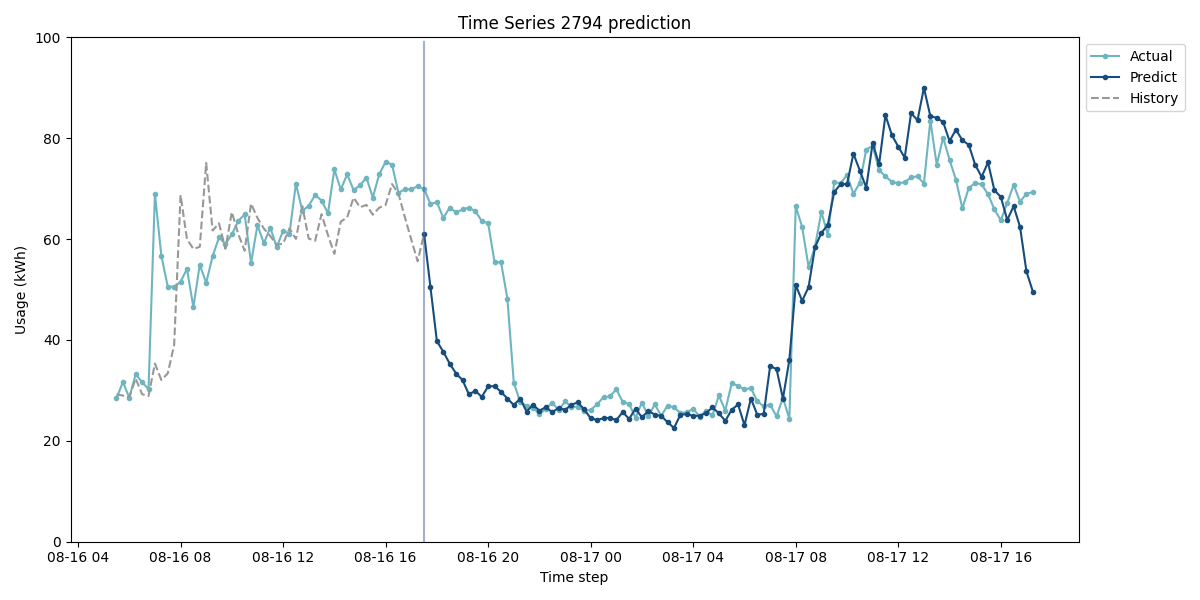 Time Series 2794 prediction
100
80
60
40
20
0
Usage (kWh)
08-16 04
08-16 08
08-16 12
08-16 16
08-16 20
08-17 00
08-17 04
08-17 08
08-17 12
08-17 16
Time step
Actual
Predict
History